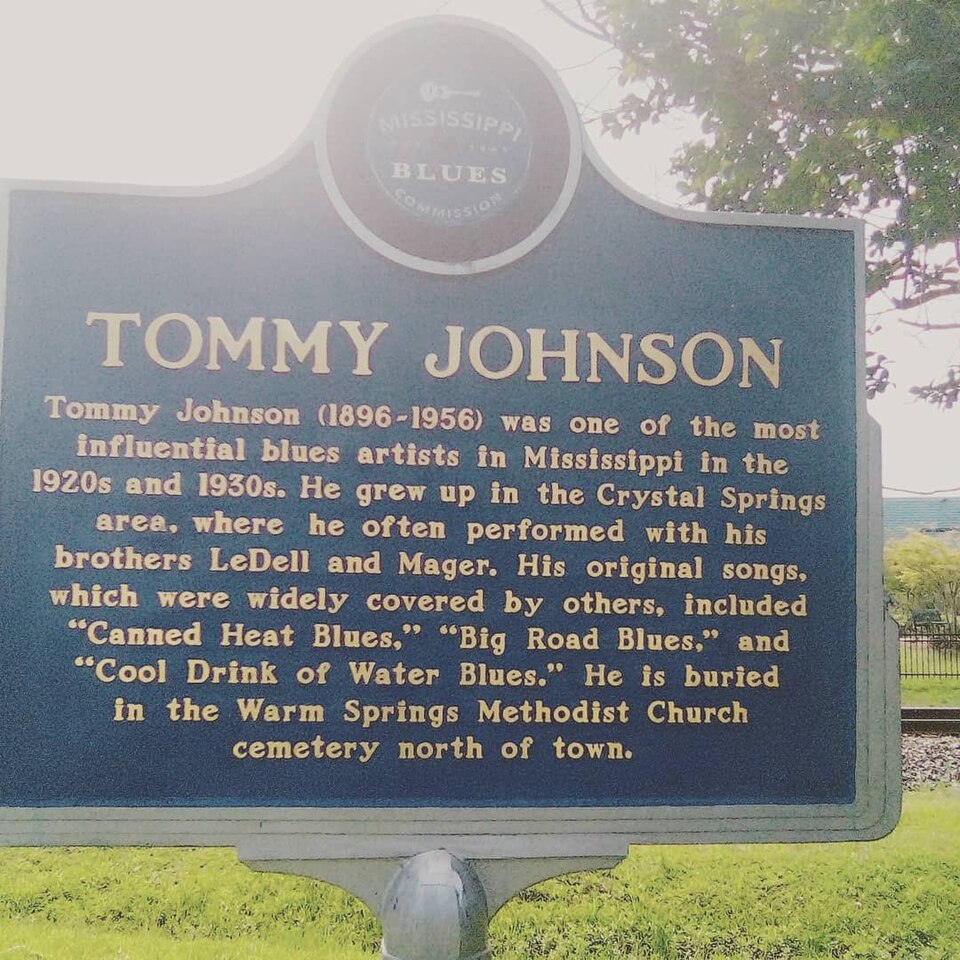 MISSISSIPPI
BLUES
COMMISSION
TOMMY JOHNSON
Tommy Johnson (1896-1956) was one of the most
influential blues artists in Mississippi in the
1920s and 1930s. He grew up in the Crystal Springs
area, where he often performed with his
brothers LeDell and Mager. His original songs,
which were widely covered by others, included
“Canned Heat Blues,” “Big Road Blues,” and
“Cool Drink of Water Blues.” He is buried
in the Warm Springs Methodist Church
cemetery north of town.